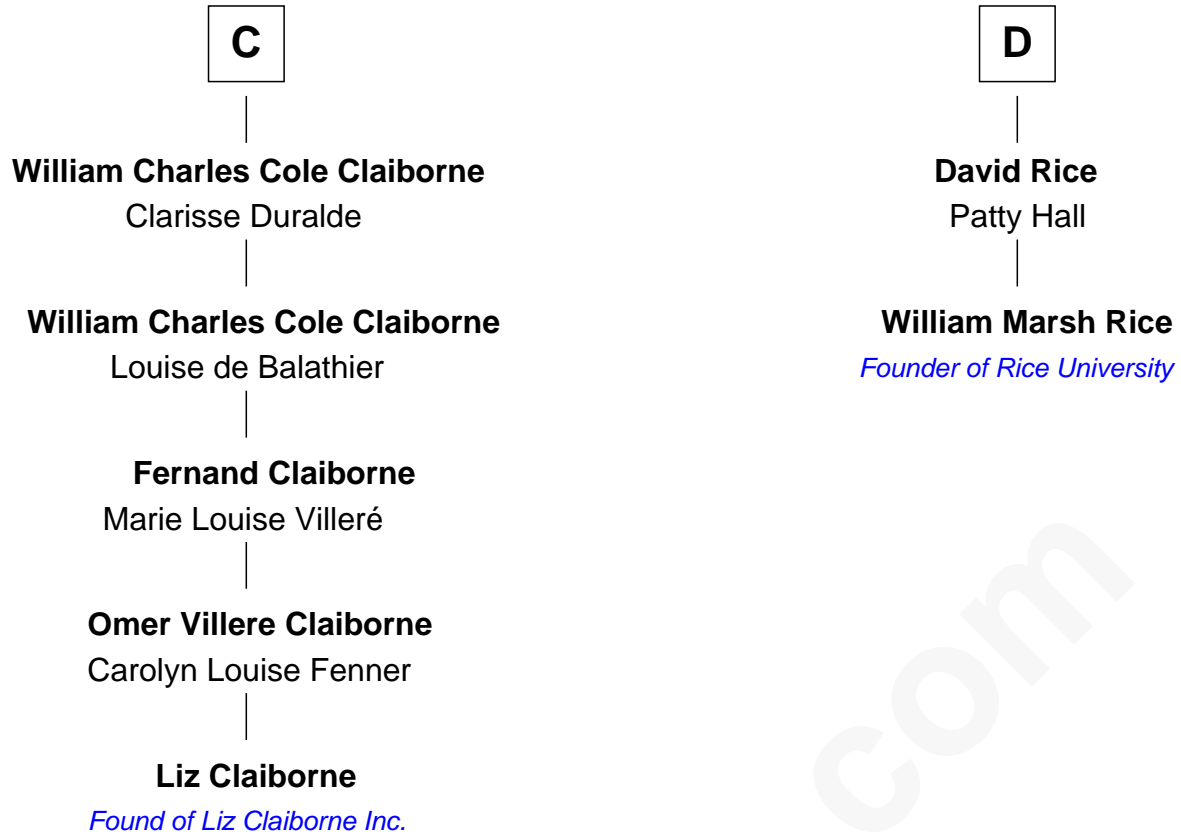 C
William Charles Cole Claiborne
Clarisse Duralde
William Charles Cole Claiborne
Louise de Balathier
Fernand Claiborne
Marie Louise Villeré
Omer Villere Claiborne
Carolyn Louise Fenner
Liz Claiborne
Found of Liz Claiborne Inc.
D
David Rice
Patty Hall
William Marsh Rice
Founder of Rice University
com